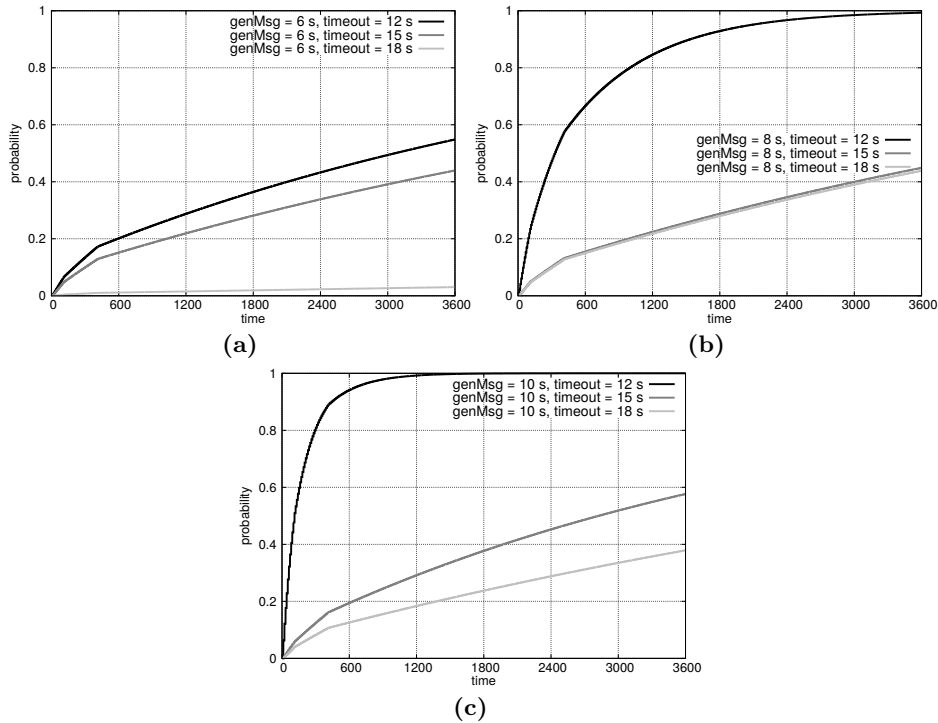 genMsg = 6 s, timeout = 12 s
genMsg = 6 s, timeout = 15 s
genMsg = 6 s, timeout = 18 s
1
0.8
0.6
0.4
0.2
0
probability
0 600 1200 1800 2400 3000 3600
time
(a)
genMsg = 8 s, timeout = 12 s
genMsg = 8 s, timeout = 15 s
genMsg = 8 s, timeout = 18 s
1
0.8
0.6
0.4
0.2
0
probability
0 600 1200 1800 2400 3000 3600
time
(b)
genMsg = 10 s, timeout = 12 s
genMsg = 10 s, timeout = 15 s
genMsg = 10 s, timeout = 18 s
1
0.8
0.6
0.4
0.2
0
probability
0 600 1200 1800 2400 3000 3600
time
(c)